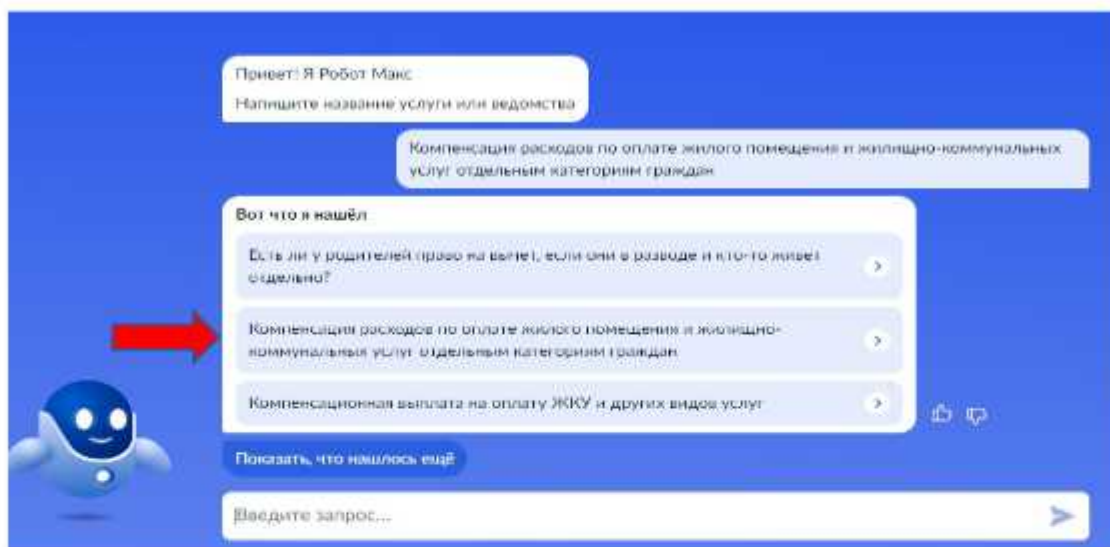 Привет! Я Робот Макс
Напишите название услуги или ведомства
Компенсация расходов по оплате жилого помещения и жилищно-коммунальных
услуг отдельным категориям граждан
Вот что я нашёл
Есть ли у родителей право на вычет, если они в разводе и кто-то живет
отдельно?
Компенсация расходов по оплате жилого помещения и жилищно-
коммунальных услуг отдельным категориям граждан
Компенсационная выплата на оплату ЖКУ и других видов услуг
Показать, что нашлось ещё
Введите запрос...